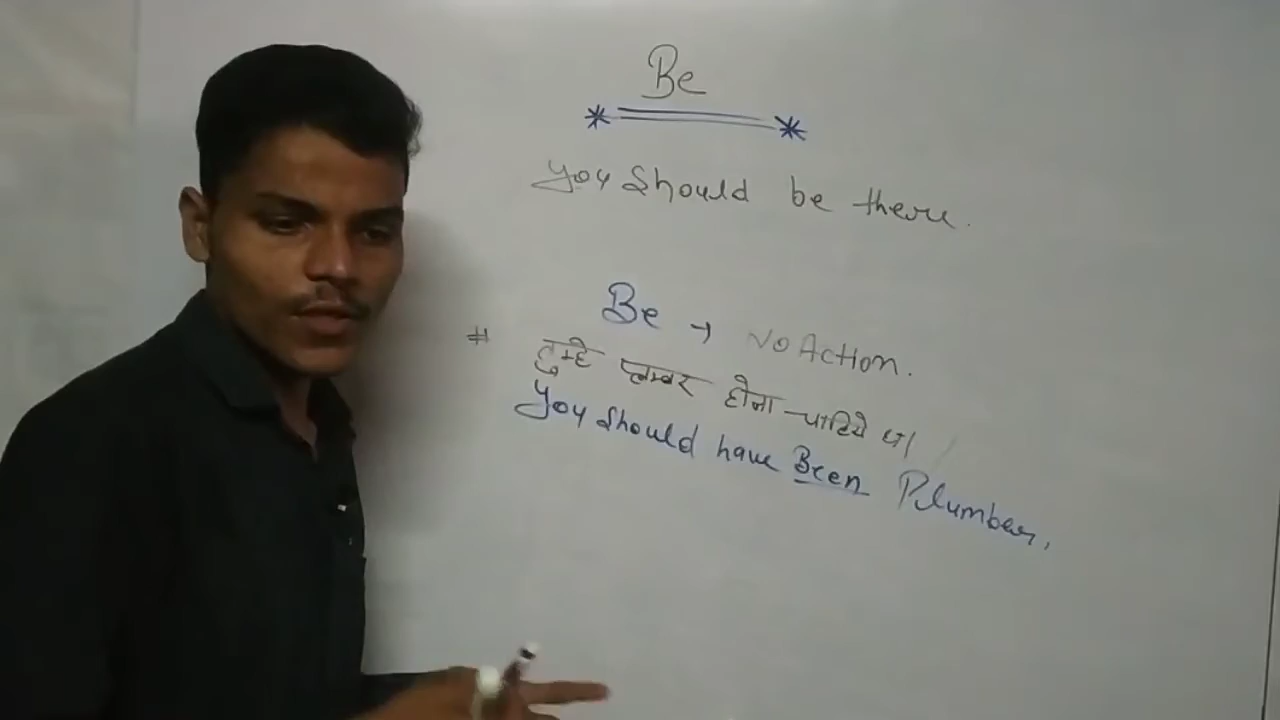 Be
You Should be there.
Be → No Action.
# तुम्हे प्लम्बर होना चाहिये था।
You Should have Been Plumber,